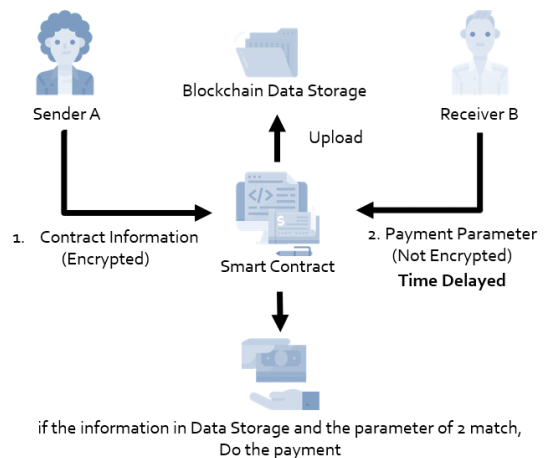 Sender A
Blockchain Data Storage
Receiver B
Upload
1. Contract Information
(Encrypted)
2. Payment Parameter
(Not Encrypted)
Time Delayed
Smart Contract
if the information in Data Storage and the parameter of 2 match,
Do the payment